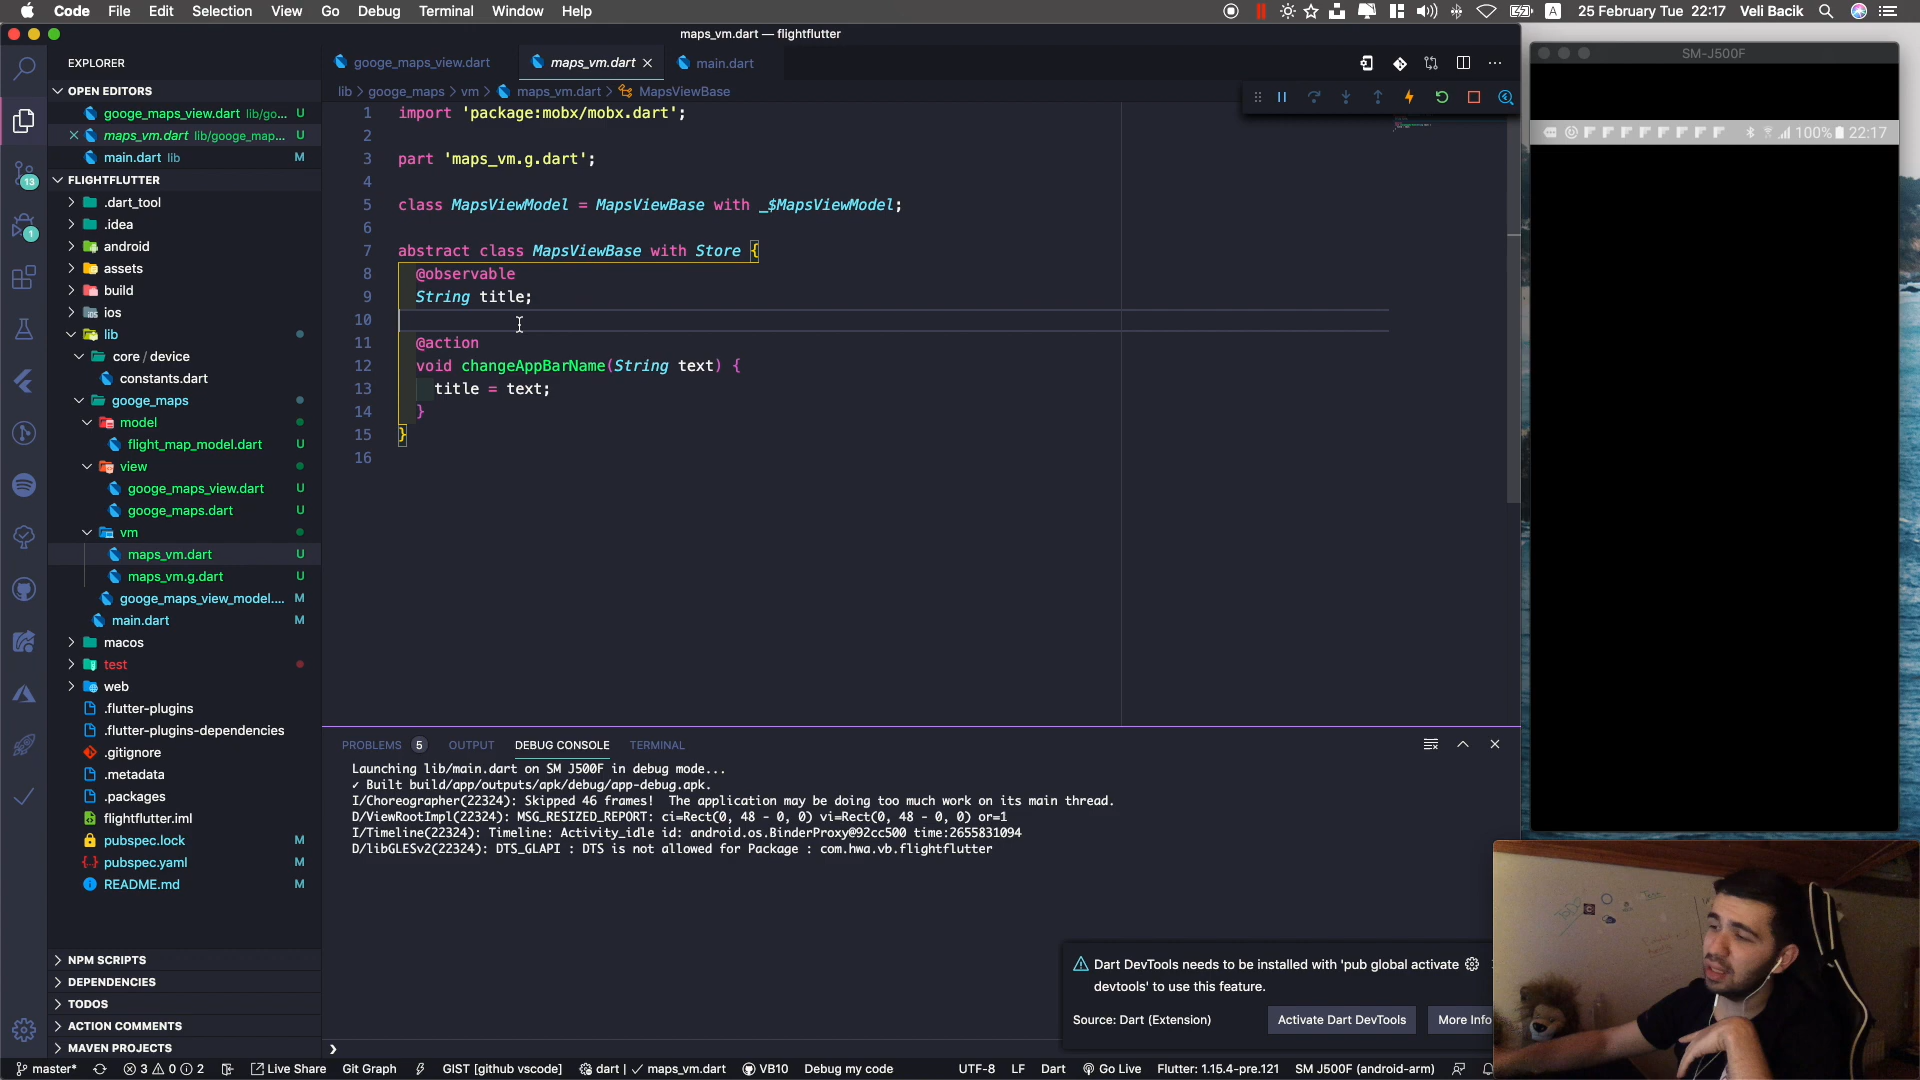 Code File Edit Selection View Go Debug Terminal Window Help
25 February Tue 22:17 Veli Bacik
maps_vm.dart — flightflutter
SM-J500F
100% 22:17
EXPLORER
OPEN EDITORS
googe_maps_view.dart lib/go... U
maps_vm.dart lib/googe_map... U
main.dart lib M
FLIGHTFLUTTER
.dart_tool
.idea
android
assets
build
ios
lib
core / device
constants.dart
googe_maps
model
flight_map_model.dart U
view
googe_maps_view.dart U
googe_maps.dart U
vm
maps_vm.dart U
maps_vm.g.dart U
googe_maps_view_model.... M
main.dart M
macos
test
web
.flutter-plugins
.flutter-plugins-dependencies
.gitignore
.metadata
.packages
flightflutter.iml
pubspec.lock M
pubspec.yaml M
README.md M
NPM SCRIPTS
DEPENDENCIES
TODOS
ACTION COMMENTS
MAVEN PROJECTS
13
1
googe_maps_view.dart maps_vm.dart main.dart
lib > googe_maps > vm > maps_vm.dart > MapsViewBase
1 import 'package:mobx/mobx.dart';
2
3 part 'maps_vm.g.dart';
4
5 class MapsViewModel = MapsViewBase with _$MapsViewModel;
6
7 abstract class MapsViewBase with Store {
8 @observable
9 String title;
10
11 @action
12 void changeAppBarName(String text) {
13 title = text;
14 }
15 }
16
PROBLEMS 5 OUTPUT DEBUG CONSOLE TERMINAL
Launching lib/main.dart on SM J500F in debug mode...
✓ Built build/app/outputs/apk/debug/app-debug.apk.
I/Choreographer(22324): Skipped 46 frames! The application may be doing too much work on its main thread.
D/ViewRootImpl(22324): MSG_RESIZED_REPORT: ci=Rect(0, 48 - 0, 0) vi=Rect(0, 48 - 0, 0) or=1
I/Timeline(22324): Timeline: Activity_idle id: android.os.BinderProxy@92cc500 time:2655831094
D/libGLESv2(22324): DTS_GLAPI : DTS is not allowed for Package : com.hwa.vb.flightflutter
Dart DevTools needs to be installed with 'pub global activate
devtools' to use this feature.
Source: Dart (Extension) Activate Dart DevTools More Info
master* 3 0 2 Live Share Git Graph GIST [github vscode] dart | ✓ maps_vm.dart VB10 Debug my code UTF-8 LF Dart Go Live Flutter: 1.15.4-pre.121 SM J500F (android-arm)